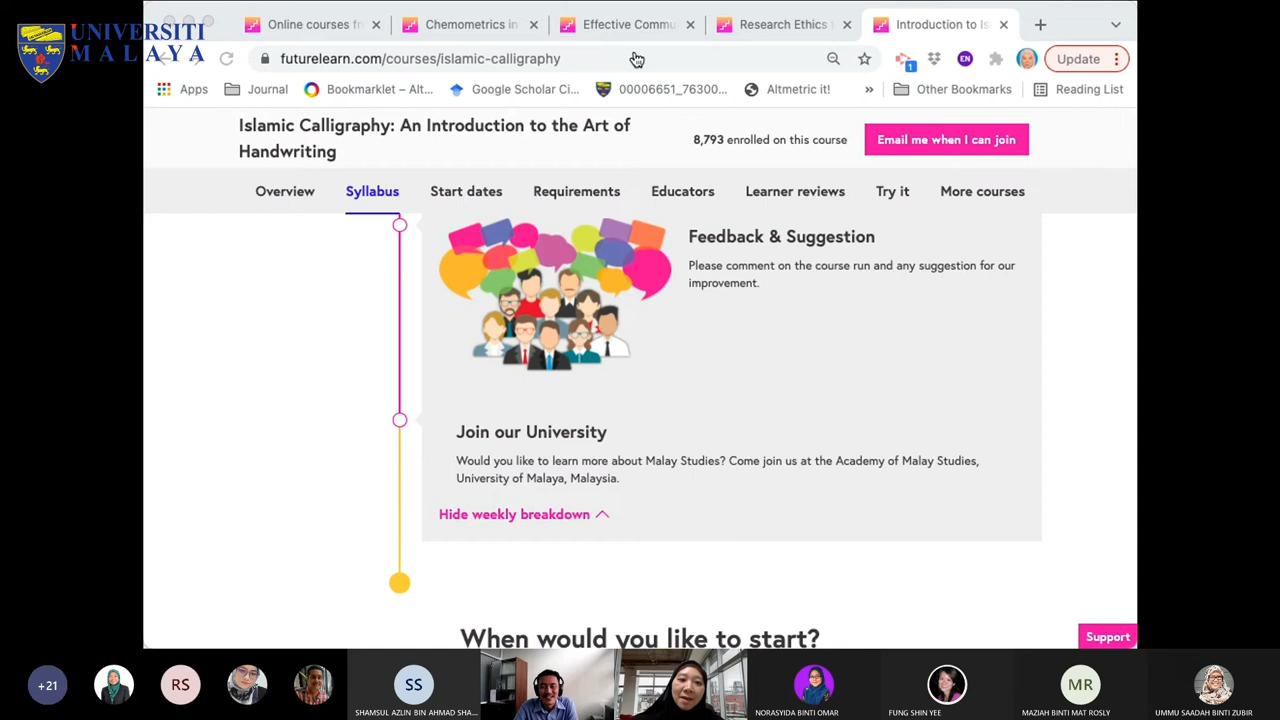 UNIVERSITI
MALAYA
Online courses fr
Chemometrics in
Effective Commu
Research Ethics
Introduction to Is
futurelearn.com/courses/islamic-calligraphy
1
EN
Update
Apps
Journal
Bookmarklet – Alt...
Google Scholar Ci...
00006651_76300...
Altmetric it!
»
Other Bookmarks
Reading List
Islamic Calligraphy: An Introduction to the Art of
Handwriting
8,793 enrolled on this course
Email me when I can join
Overview
Syllabus
Start dates
Requirements
Educators
Learner reviews
Try it
More courses
Feedback & Suggestion
Please comment on the course run and any suggestion for our
improvement.
Join our University
Would you like to learn more about Malay Studies? Come join us at the Academy of Malay Studies,
University of Malaya, Malaysia.
Hide weekly breakdown
When would you like to start?
Support
+21
RS
SS
SHAMSUL AZLIN BIN AHMAD SHA...
NORASYIDA BINTI OMAR
FUNG SHIN YEE
MR
MAZIAH BINTI MAT ROSLY
UMMU SAADAH BINTI ZUBIR